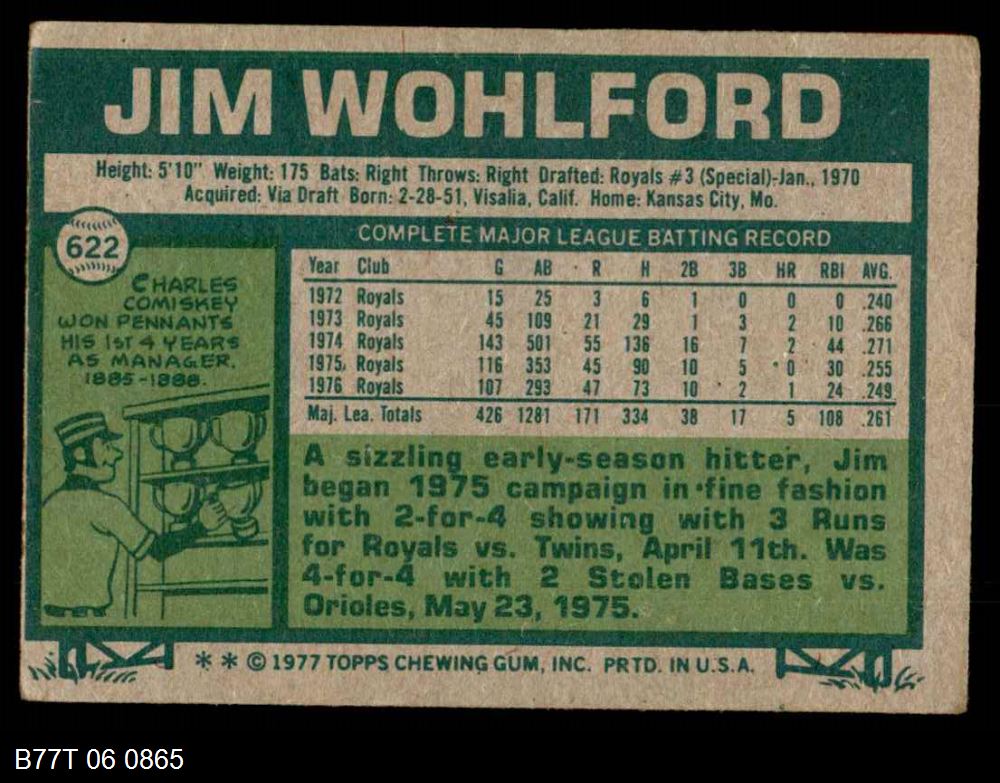 JIM WOHLFORD
Height: 5'10" Weight: 175 Bats: Right Throws: Right Drafted: Royals #3 (Special)-Jan., 1970
Acquired: Via Draft Born: 2-28-51, Visalia, Calif. Home: Kansas City, Mo.
622
CHARLES
COMISKEY
WON PENNANTS
HIS 1ST 4 YEARS
AS MANAGER.
1885-1888.
COMPLETE MAJOR LEAGUE BATTING RECORD
Year Club G AB R H 2B 3B HR RBI AVG.
1972 Royals 15 25 3 6 1 0 0 0 .240
1973 Royals 45 109 21 29 1 3 2 10 .266
1974 Royals 143 501 55 136 16 7 2 44 .271
1975 Royals 116 353 45 90 10 5 0 30 .255
1976 Royals 107 293 47 73 10 2 1 24 .249
Maj. Lea. Totals 426 1281 171 334 38 17 5 108 .261
A sizzling early-season hitter, Jim
began 1975 campaign in fine fashion
with 2-for-4 showing with 3 Runs
for Royals vs. Twins, April 11th. Was
4-for-4 with 2 Stolen Bases vs.
Orioles, May 23, 1975.
* * © 1977 TOPPS CHEWING GUM, INC. PRTD. IN U.S.A.
B77T 06 0865